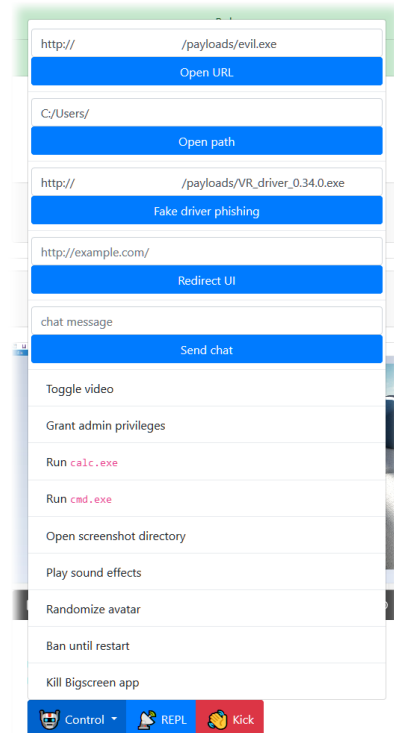 http:// /payloads/evil.exe
Open URL
C:/Users/
Open path
http:// /payloads/VR_driver_0.34.0.exe
Fake driver phishing
http://example.com/
Redirect UI
chat message
Send chat
Toggle video
Grant admin privileges
Run calc.exe
Run cmd.exe
Open screenshot directory
Play sound effects
Randomize avatar
Ban until restart
Kill Bigscreen app
Control REPL Kick